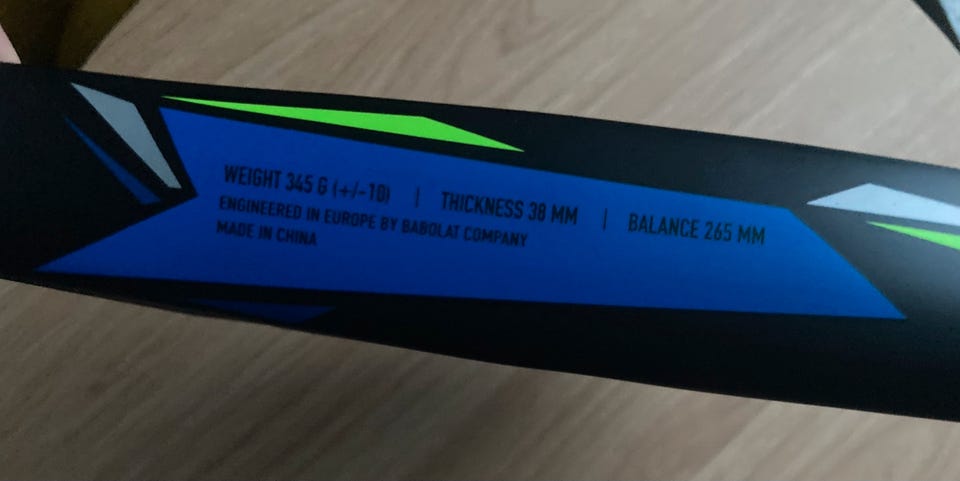 WEIGHT 345 G (+/-10) | THICKNESS 38 MM | BALANCE 265 MM
ENGINEERED IN EUROPE BY BABOLAT COMPANY
MADE IN CHINA